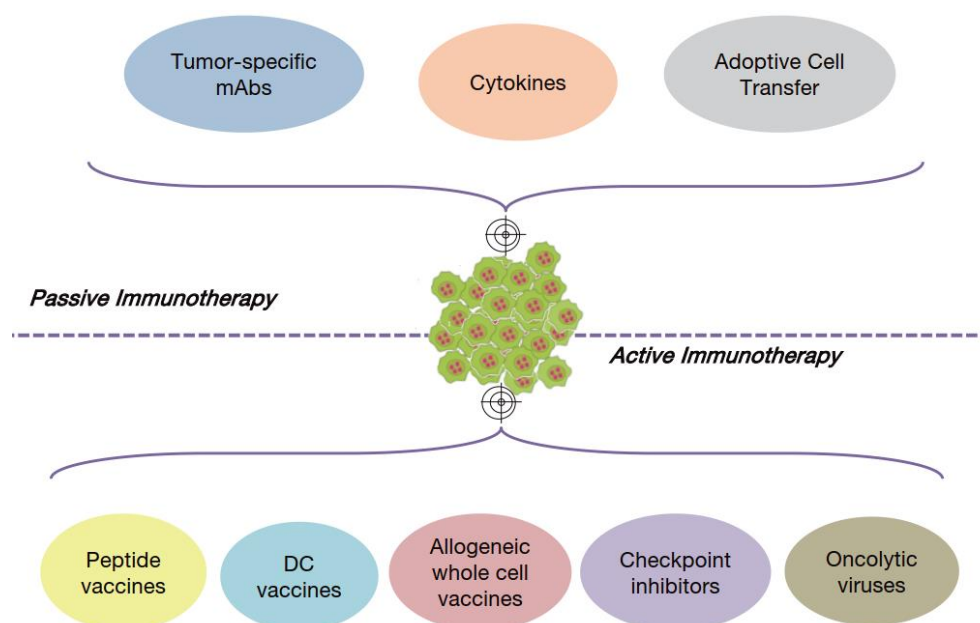 Tumor-specific
mAbs
Cytokines
Adoptive Cell
Transfer
Passive Immunotherapy
Active Immunotherapy
Peptide
vaccines
DC
vaccines
Allogeneic
whole cell
vaccines
Checkpoint
inhibitors
Oncolytic
viruses